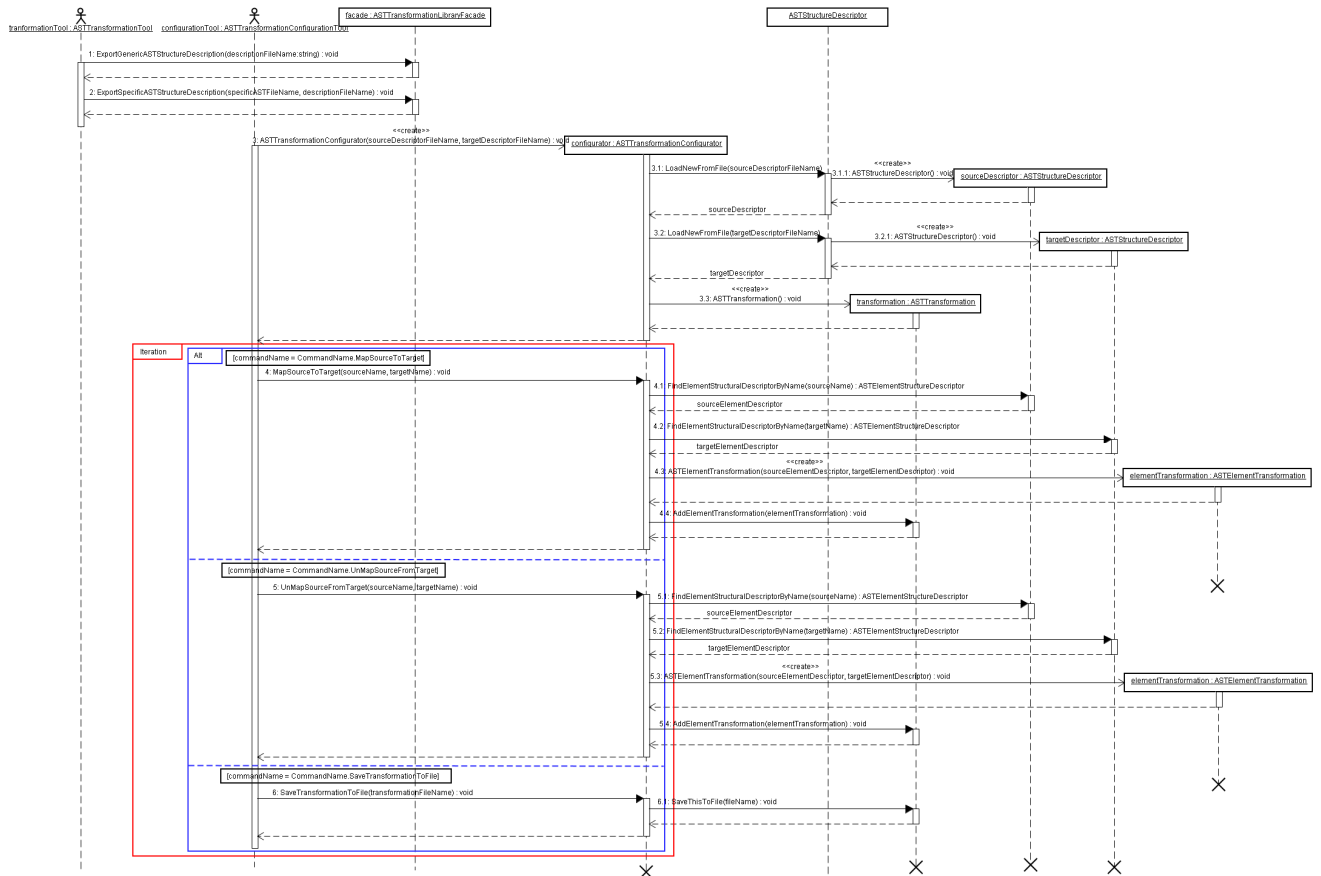 tranformationTool : ASTTransformationTool
configurationTool : ASTTransformationConfigurationTool
facade : ASTTransformationLibraryFacade
ASTStructureDescriptor
1: ExportGenericASTStructureDescription(descriptionFileName:string) : void
2: ExportSpecificASTStructureDescription(specificASTFileName, descriptionFileName) : void
<<create>>
3: ASTTransformationConfigurator(sourceDescriptorFileName, targetDescriptorFileName) : void
configurator : ASTTransformationConfigurator
3.1: LoadNewFromFile(sourceDescriptorFileName)
<<create>>
3.1.1: ASTStructureDescriptor() : void
sourceDescriptor : ASTStructureDescriptor
sourceDescriptor
3.2: LoadNewFromFile(targetDescriptorFileName)
<<create>>
3.2.1: ASTStructureDescriptor() : void
targetDescriptor : ASTStructureDescriptor
targetDescriptor
<<create>>
3.3: ASTTransformation() : void
transformation : ASTTransformation
Iteration
Alt
[commandName = CommandName.MapSourceToTarget]
4: MapSourceToTarget(sourceName, targetName) : void
4.1: FindElementStructuralDescriptorByName(sourceName) : ASTElementStructureDescriptor
sourceElementDescriptor
4.2: FindElementStructuralDescriptorByName(targetName) : ASTElementStructureDescriptor
targetElementDescriptor
<<create>>
4.3: ASTElementTransformation(sourceElementDescriptor, targetElementDescriptor) : void
elementTransformation : ASTElementTransformation
4.4: AddElementTransformation(elementTransformation) : void
[commandName = CommandName.UnMapSourceFromTarget]
5: UnMapSourceFromTarget(sourceName, targetName) : void
5.1: FindElementStructuralDescriptorByName(sourceName) : ASTElementStructureDescriptor
sourceElementDescriptor
5.2: FindElementStructuralDescriptorByName(targetName) : ASTElementStructureDescriptor
targetElementDescriptor
<<create>>
5.3: ASTElementTransformation(sourceElementDescriptor, targetElementDescriptor) : void
elementTransformation : ASTElementTransformation
5.4: AddElementTransformation(elementTransformation) : void
[commandName = CommandName.SaveTransformationToFile]
6: SaveTransformationToFile(transformationFileName) : void
6.1: SaveThisToFile(fileName) : void